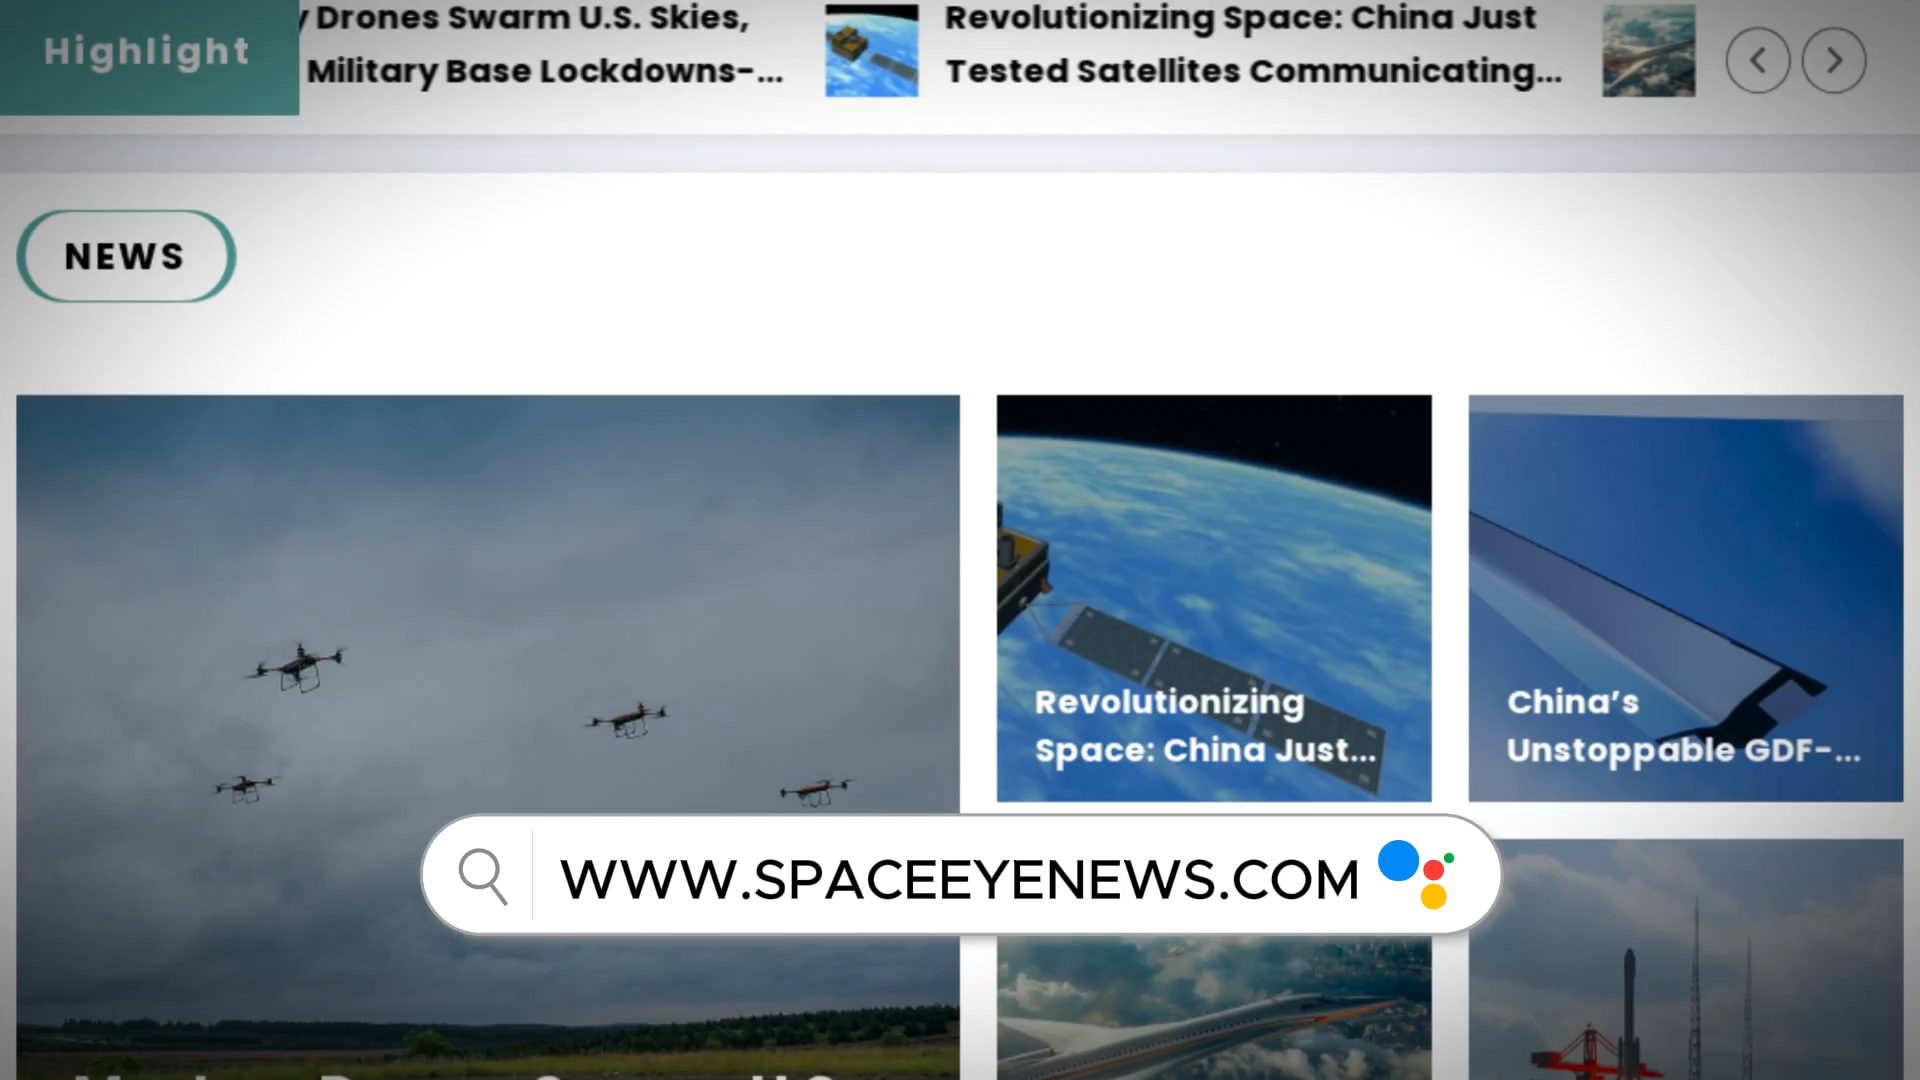 Highlight
Drones Swarm U.S. Skies,
Military Base Lockdowns-...
Revolutionizing Space: China Just
Tested Satellites Communicating...
NEWS
Revolutionizing
Space: China Just...
China’s
Unstoppable GDF-...
WWW.SPACEEYENEWS.COM